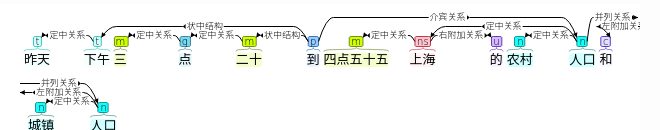 介宾关系 并列关系
状中结构 定中关系 左附加关
定中关系 定中关系 定中关系 状中结构 定中关系 右附加关系 定中关系
t t m q m p m ns u n n c
昨天 下午 三 点 二十 到 四点五十五 上海 的 农村 人口 和
并列关系
左附加关系
定中关系
n n
城镇 人口